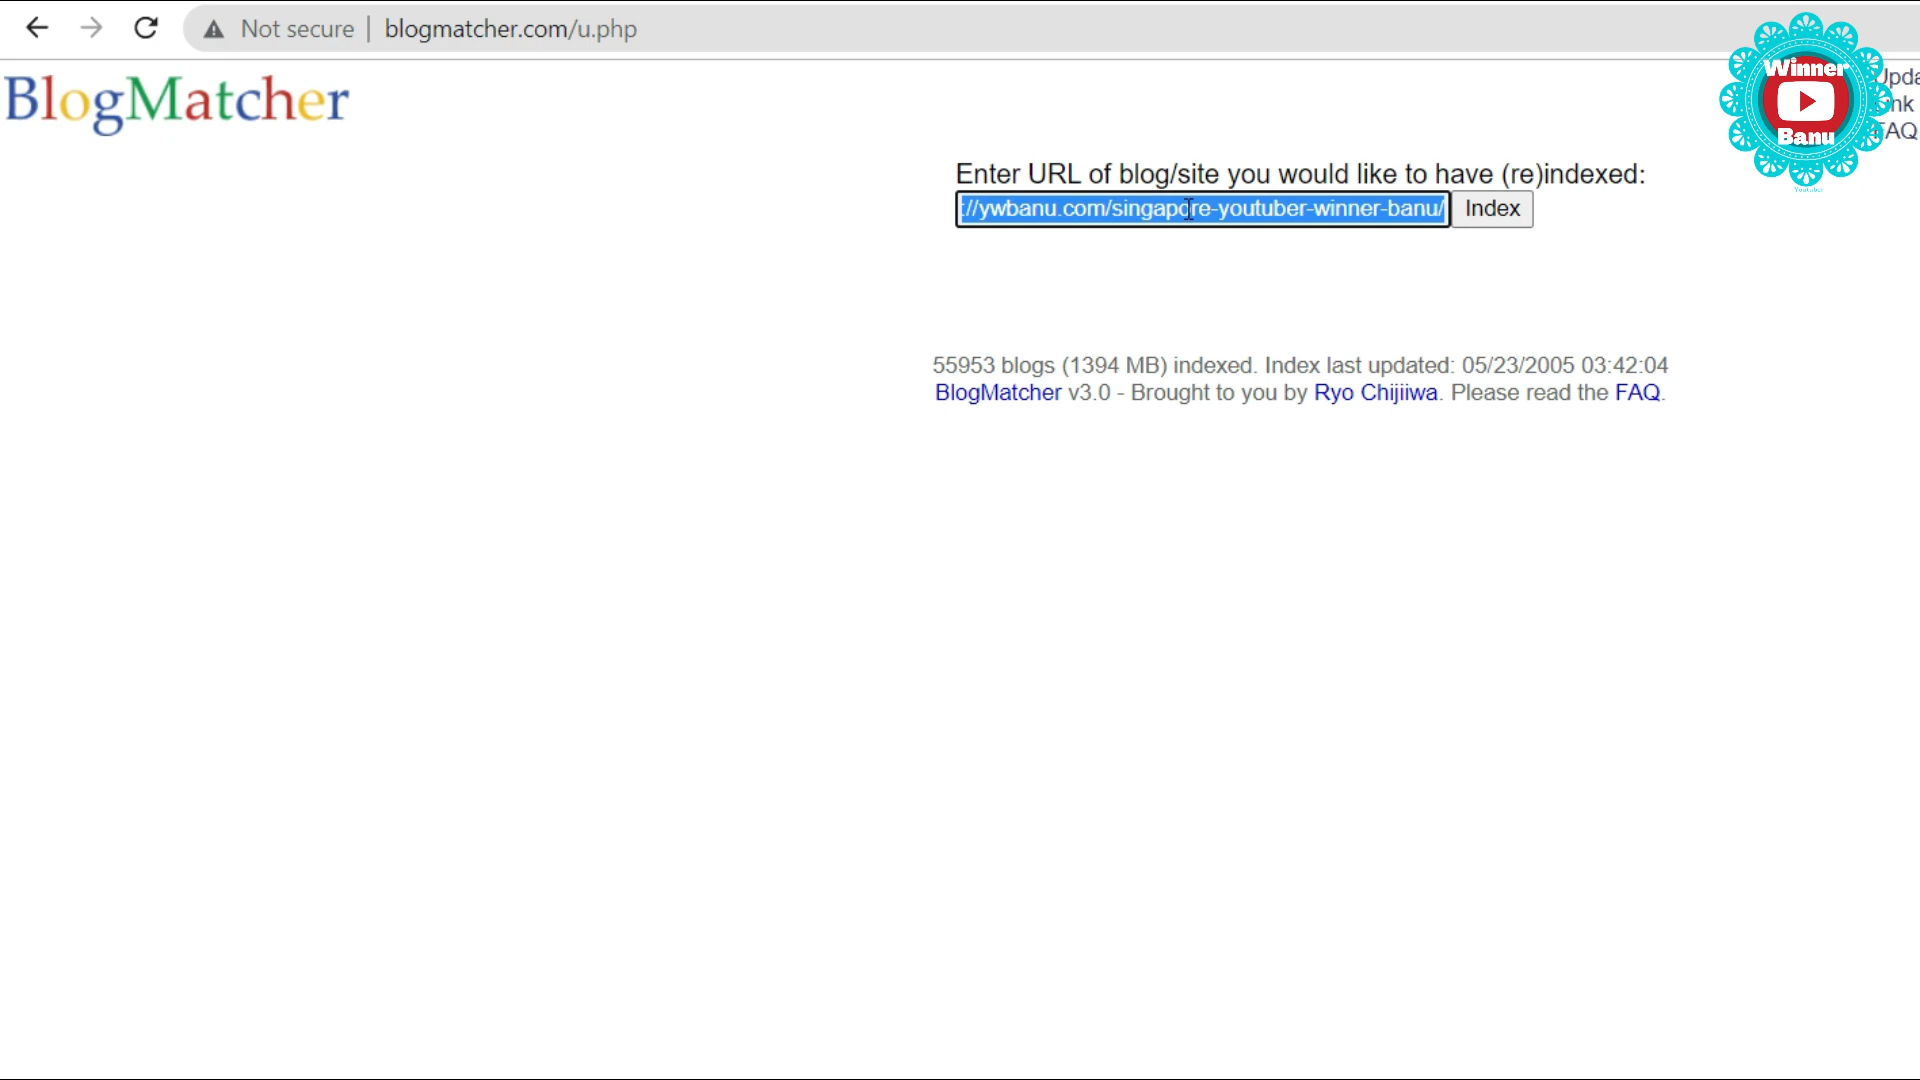 Not secure | blogmatcher.com/u.php
BlogMatcher
Winner
Banu
Youtuber
FAQ
Enter URL of blog/site you would like to have (re)indexed:
://ywbanu.com/singapore-youtuber-winner-banu/ Index
55953 blogs (1394 MB) indexed. Index last updated: 05/23/2005 03:42:04
BlogMatcher v3.0 - Brought to you by Ryo Chijiiwa. Please read the FAQ.